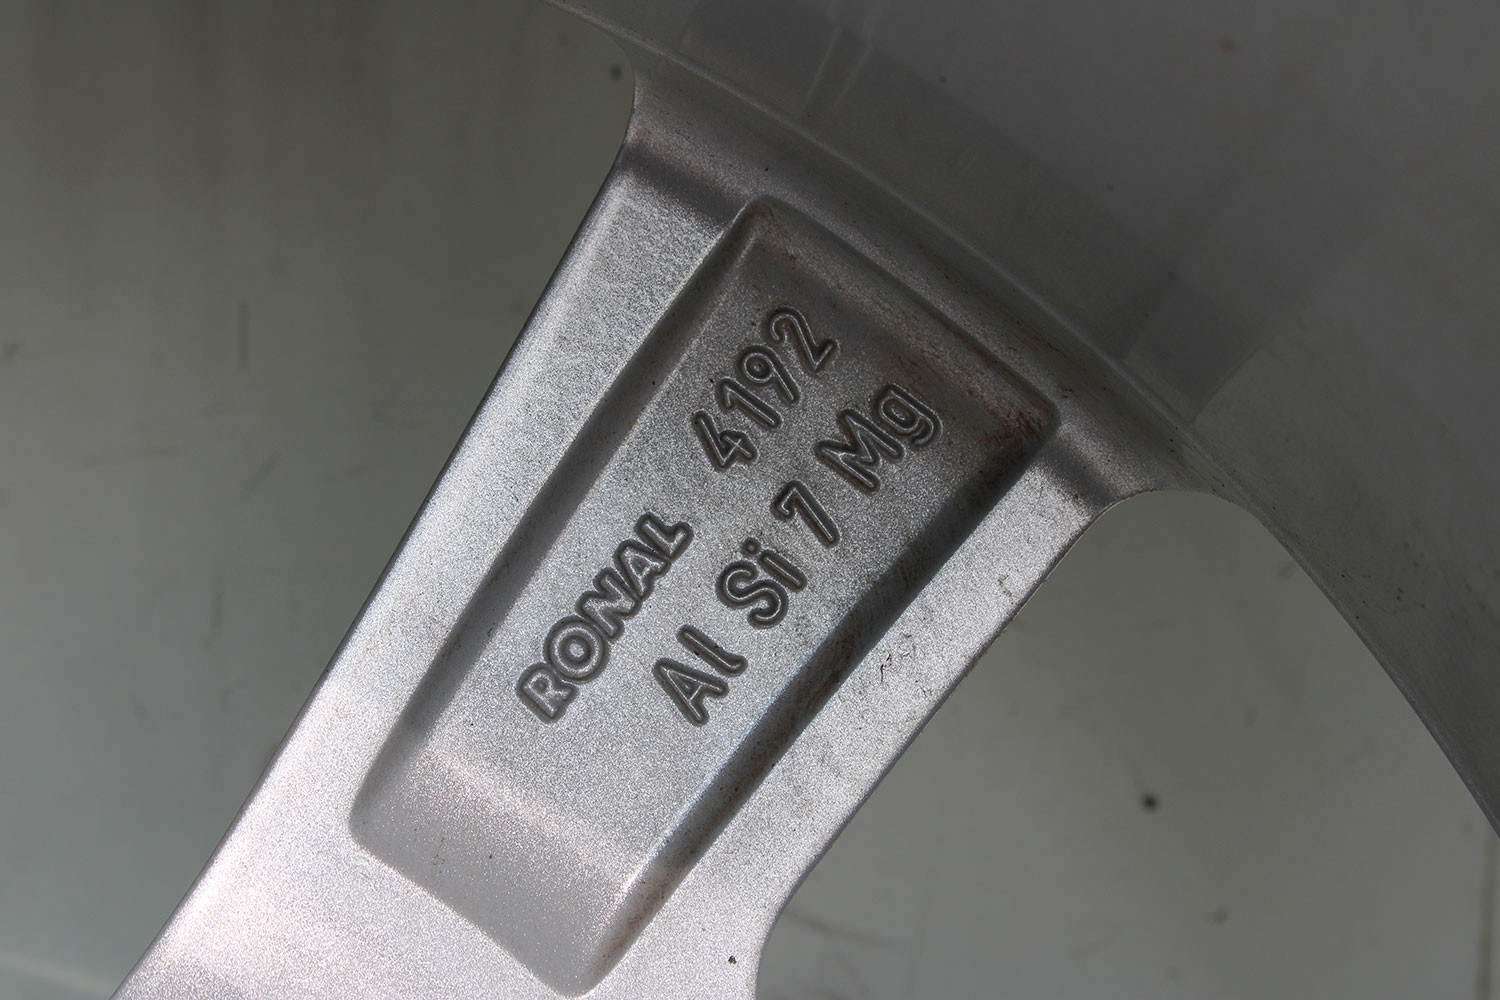 RONAL 4192
Al Si 7 Mg